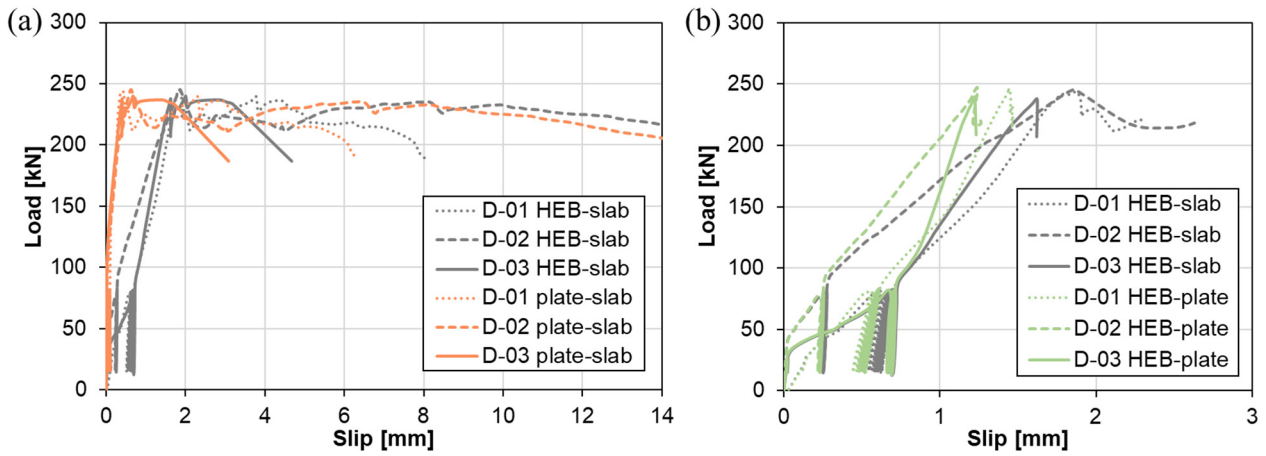 (a)
300
250
200
150
100
50
0
Load [kN]
0 2 4 6 8 10 12 14
Slip [mm]
D-01 HEB-slab
D-02 HEB-slab
D-03 HEB-slab
D-01 plate-slab
D-02 plate-slab
D-03 plate-slab
(b)
300
250
200
150
100
50
0
Load [kN]
0 1 2 3
Slip [mm]
D-01 HEB-slab
D-02 HEB-slab
D-03 HEB-slab
D-01 HEB-plate
D-02 HEB-plate
D-03 HEB-plate